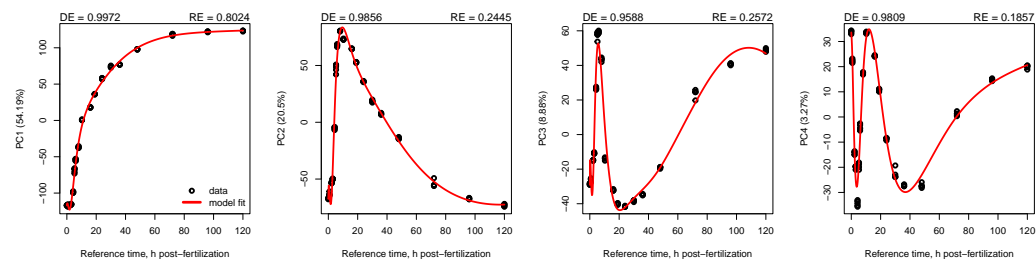 DE = 0.9972 RE = 0.8024
PC1 (54.19%)
100
50
0
−50
−100
data
model fit
0 20 40 60 80 100 120
Reference time, h post−fertilization
DE = 0.9856 RE = 0.2445
PC2 (20.5%)
50
0
−50
0 20 40 60 80 100 120
Reference time, h post−fertilization
DE = 0.9588 RE = 0.2572
PC3 (8.88%)
60
40
20
0
−20
−40
0 20 40 60 80 100 120
Reference time, h post−fertilization
DE = 0.9809 RE = 0.1857
PC4 (3.27%)
30
20
10
0
−10
−20
−30
0 20 40 60 80 100 120
Reference time, h post−fertilization